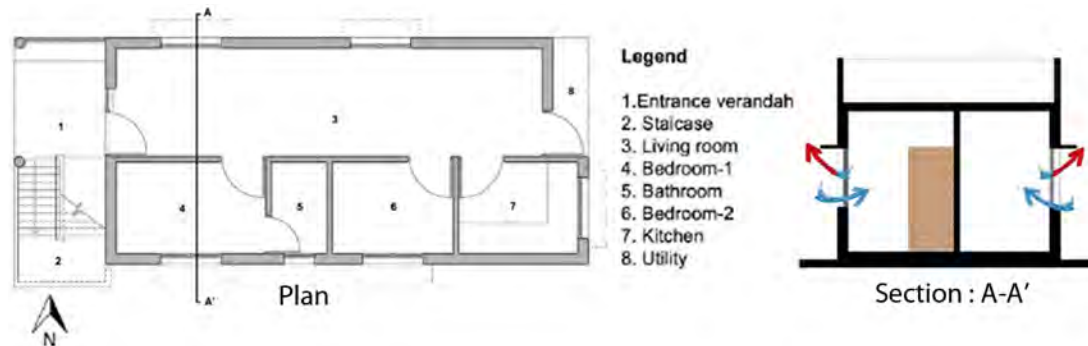 A
A
1
2
3
4
5
6
7
8
A'
Plan
N
Legend
1.Entrance verandah
2. Staicase
3. Living room
4. Bedroom-1
5. Bathroom
6. Bedroom-2
7. Kitchen
8. Utility
Section : A-A'